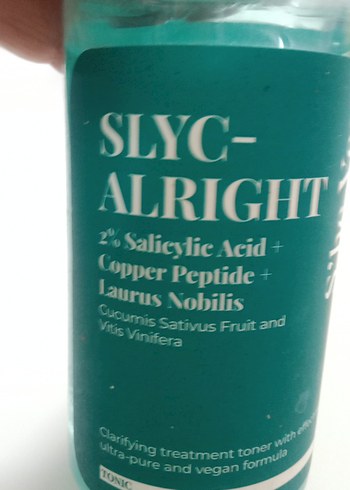 SLYC-
ALRIGHT
2% Salicylic Acid +
Copper Peptide +
Laurus Nobilis
Cucumis Sativus Fruit and
Vitis Vinifera
Clarifying treatment toner with
ultra-pure and vegan formula
TONIC